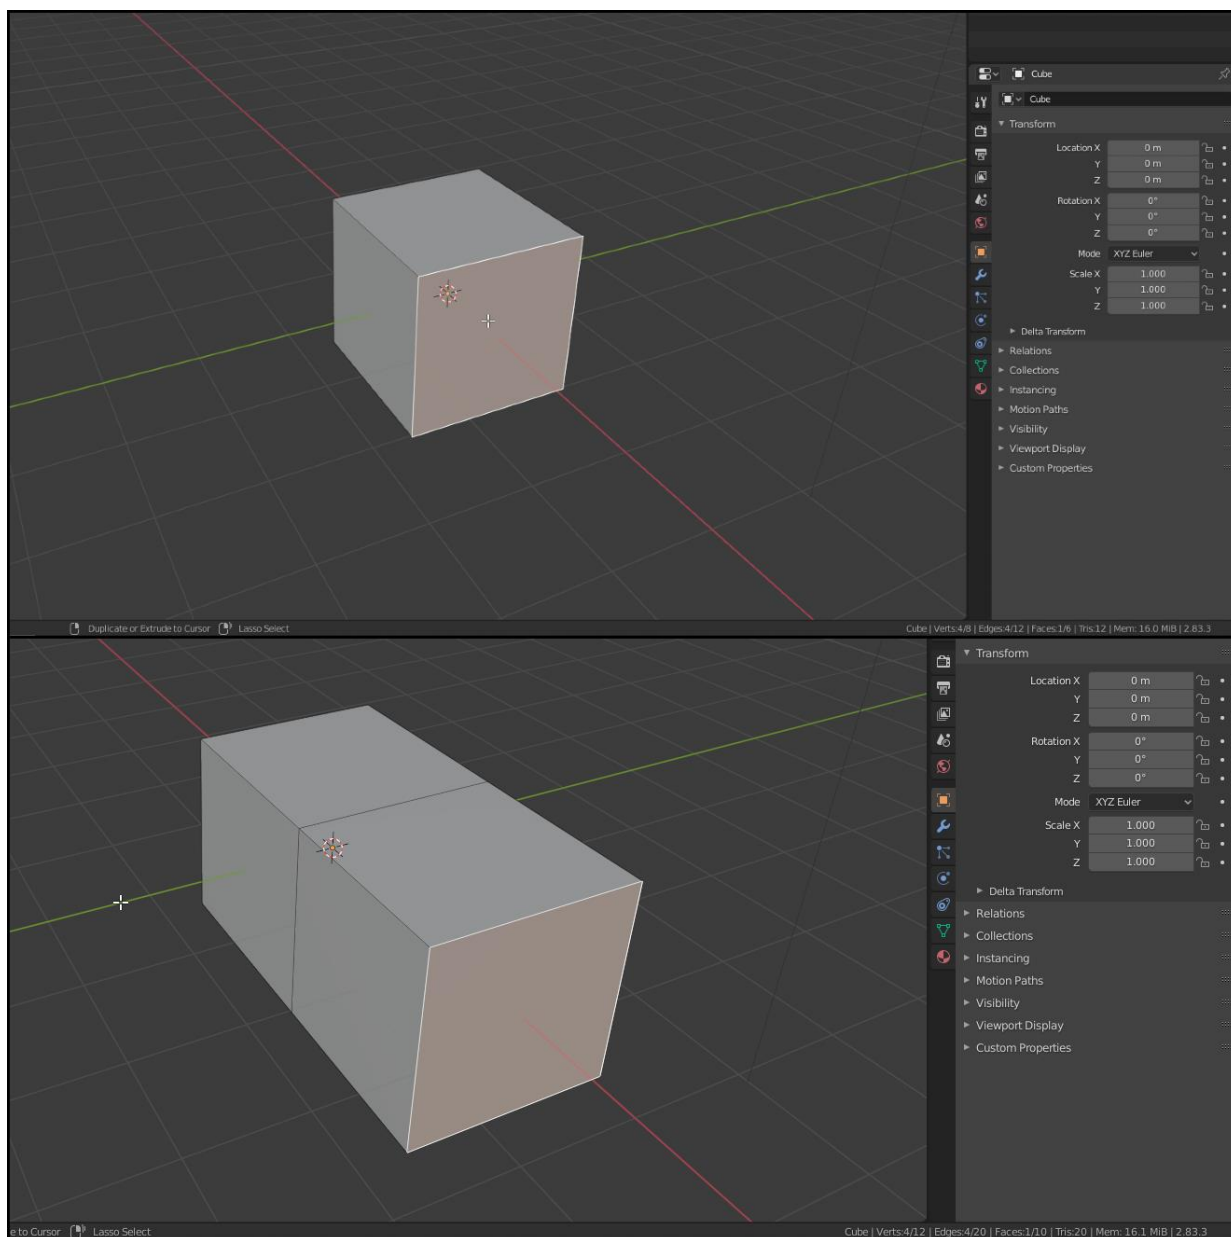 Cube
Cube
Transform
Location X 0 m
Y 0 m
Z 0 m
Rotation X 0°
Y 0°
Z 0°
Mode XYZ Euler
Scale X 1.000
Y 1.000
Z 1.000
Delta Transform
Relations
Collections
Instancing
Motion Paths
Visibility
Viewport Display
Custom Properties
Duplicate or Extrude to Cursor Lasso Select Cube | Verts:4/8 | Edges:4/12 | Faces:1/6 | Tris:12 | Mem: 16.0 MiB | 2.83.3
Transform
Location X 0 m
Y 0 m
Z 0 m
Rotation X 0°
Y 0°
Z 0°
Mode XYZ Euler
Scale X 1.000
Y 1.000
Z 1.000
Delta Transform
Relations
Collections
Instancing
Motion Paths
Visibility
Viewport Display
Custom Properties
e to Cursor Lasso Select Cube | Verts:4/12 | Edges:4/20 | Faces:1/10 | Tris:20 | Mem: 16.1 MiB | 2.83.3